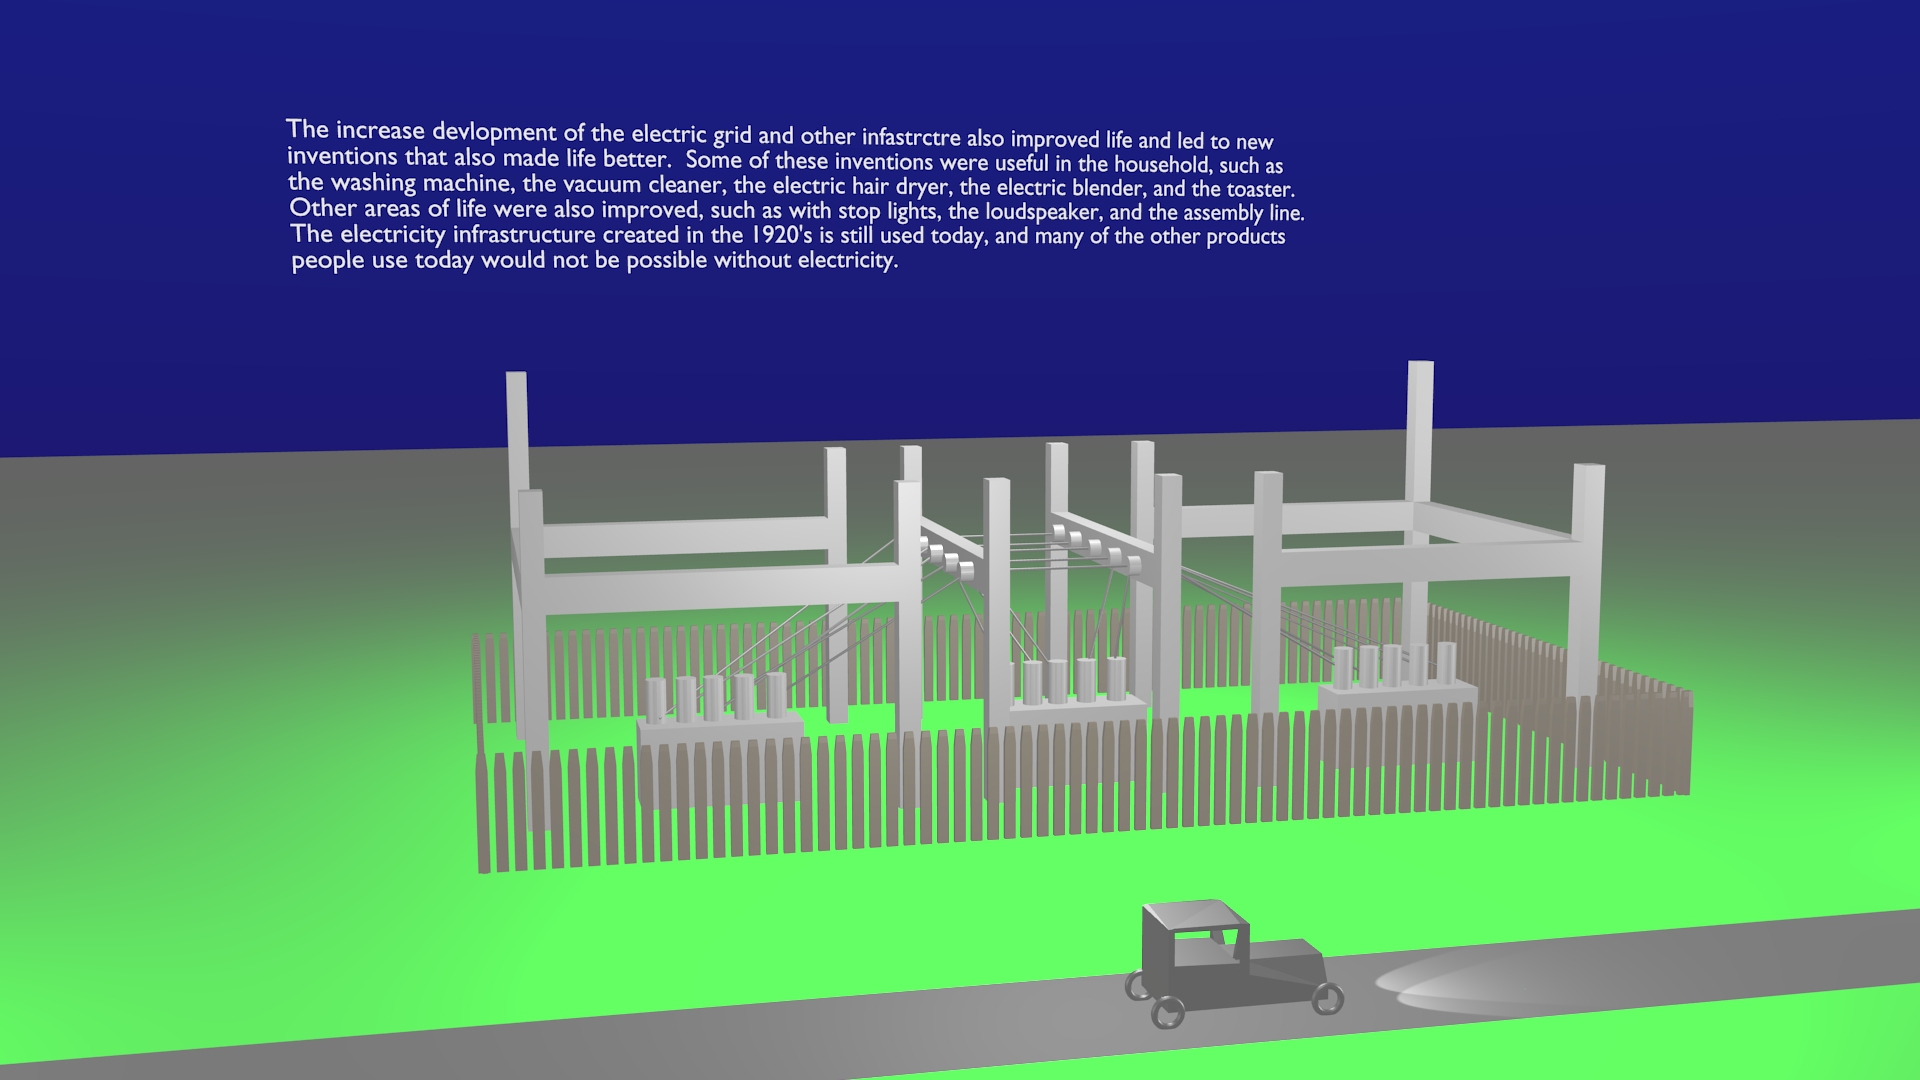 The increase devlopment of the electric grid and other infastrctre also improved life and led to new
inventions that also made life better.  Some of these inventions were useful in the household, such as
the washing machine, the vacuum cleaner, the electric hair dryer, the electric blender, and the toaster.
Other areas of life were also improved, such as with stop lights, the loudspeaker, and the assembly line.
The electricity infrastructure created in the 1920's is still used today, and many of the other products
people use today would not be possible without electricity.